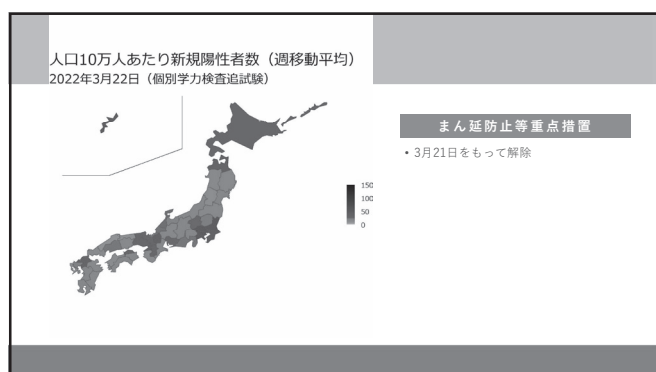 人口10万人あたり新規陽性者数（週移動平均）
2022年3月22日（個別学力検査追試験）
まん延防止等重点措置
• 3月21日をもって解除
150
100
50
0